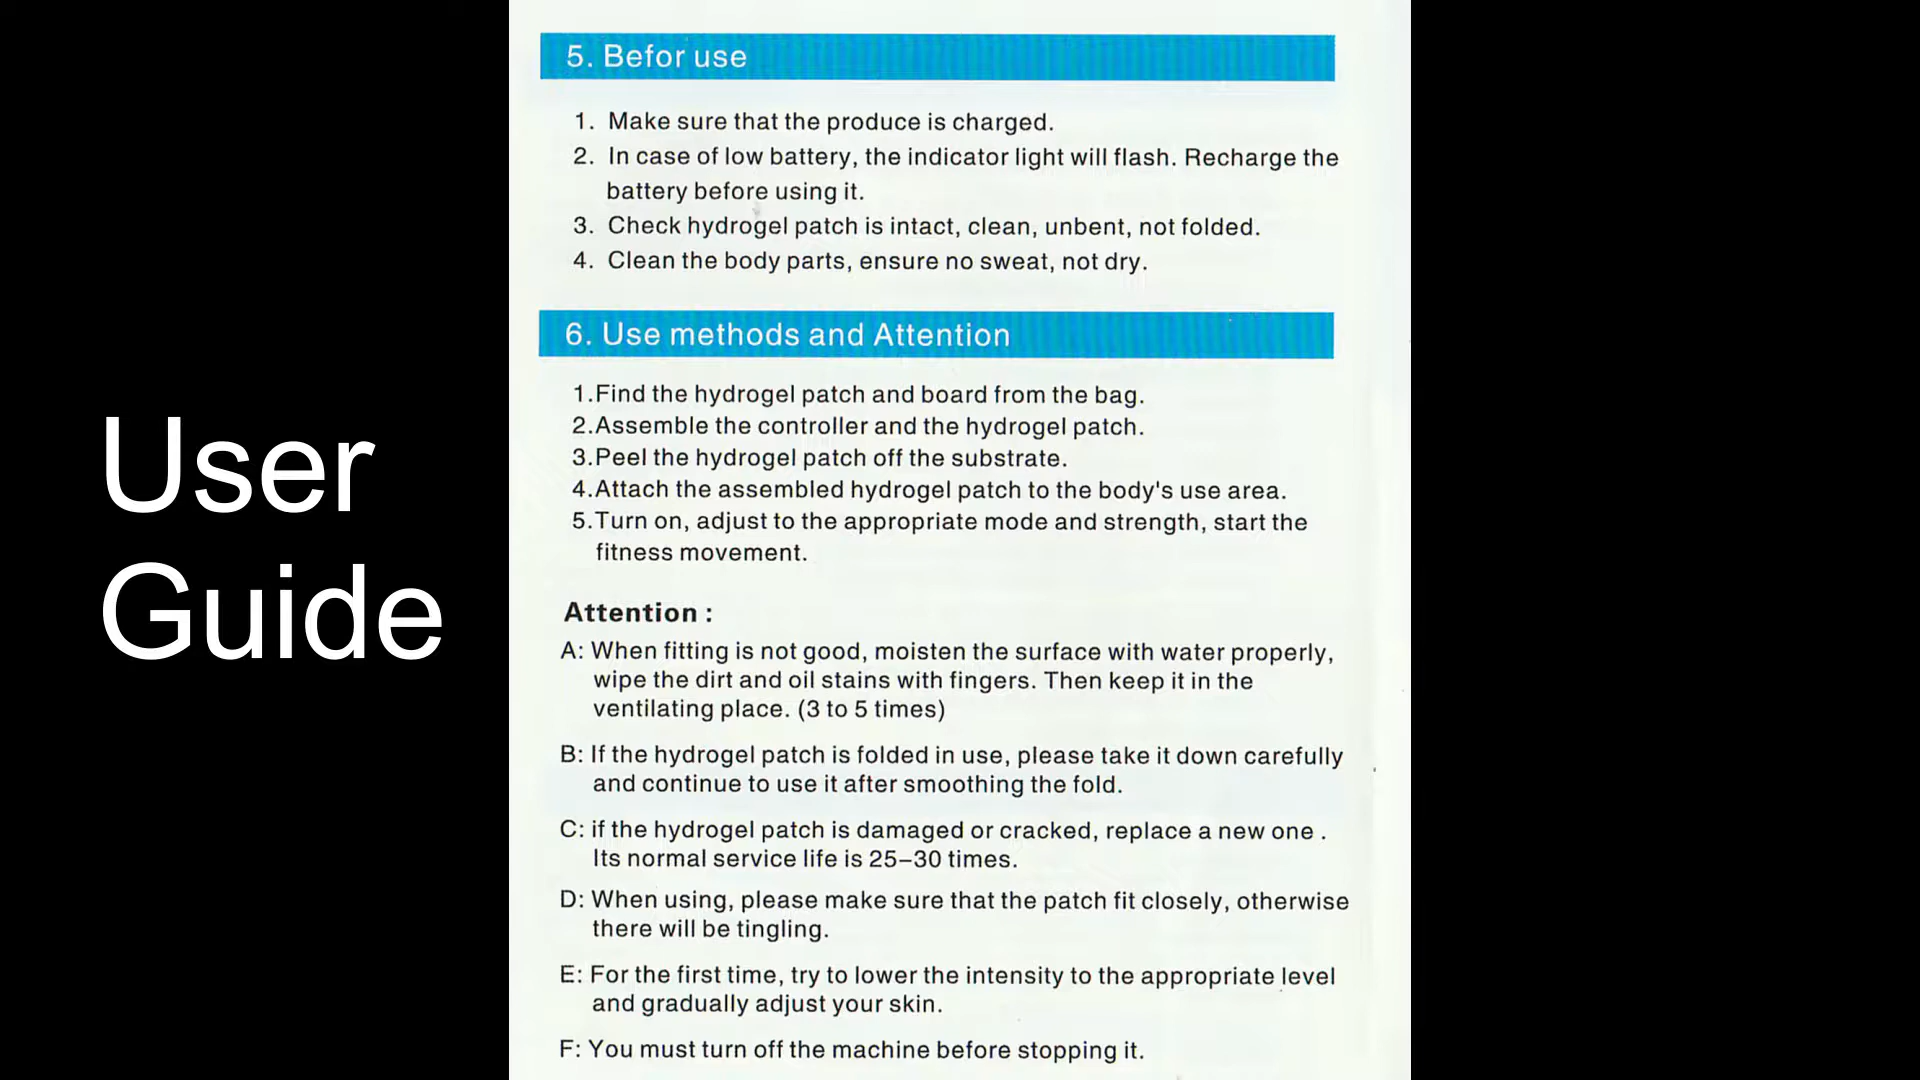 User
Guide
5. Befor use
1. Make sure that the produce is charged.
2. In case of low battery, the indicator light will flash. Recharge the
battery before using it.
3. Check hydrogel patch is intact, clean, unbent, not folded.
4. Clean the body parts, ensure no sweat, not dry.
6. Use methods and Attention
1.Find the hydrogel patch and board from the bag.
2.Assemble the controller and the hydrogel patch.
3.Peel the hydrogel patch off the substrate.
4.Attach the assembled hydrogel patch to the body's use area.
5.Turn on, adjust to the appropriate mode and strength, start the
fitness movement.
Attention :
A: When fitting is not good, moisten the surface with water properly,
wipe the dirt and oil stains with fingers. Then keep it in the
ventilating place. (3 to 5 times)
B: If the hydrogel patch is folded in use, please take it down carefully
and continue to use it after smoothing the fold.
C: if the hydrogel patch is damaged or cracked, replace a new one .
Its normal service life is 25–30 times.
D: When using, please make sure that the patch fit closely, otherwise
there will be tingling.
E: For the first time, try to lower the intensity to the appropriate level
and gradually adjust your skin.
F: You must turn off the machine before stopping it.